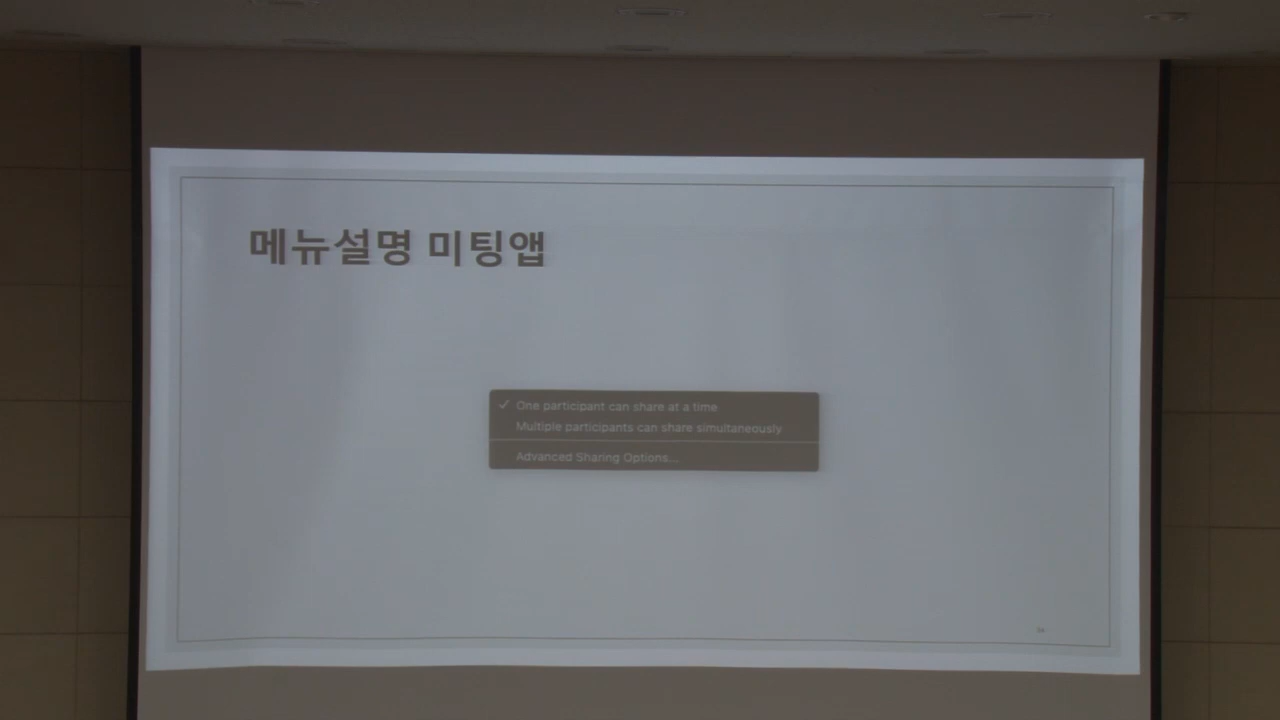 메뉴설명 미팅앱
✓ One participant can share at a time
Multiple participants can share simultaneously
Advanced Sharing Options...